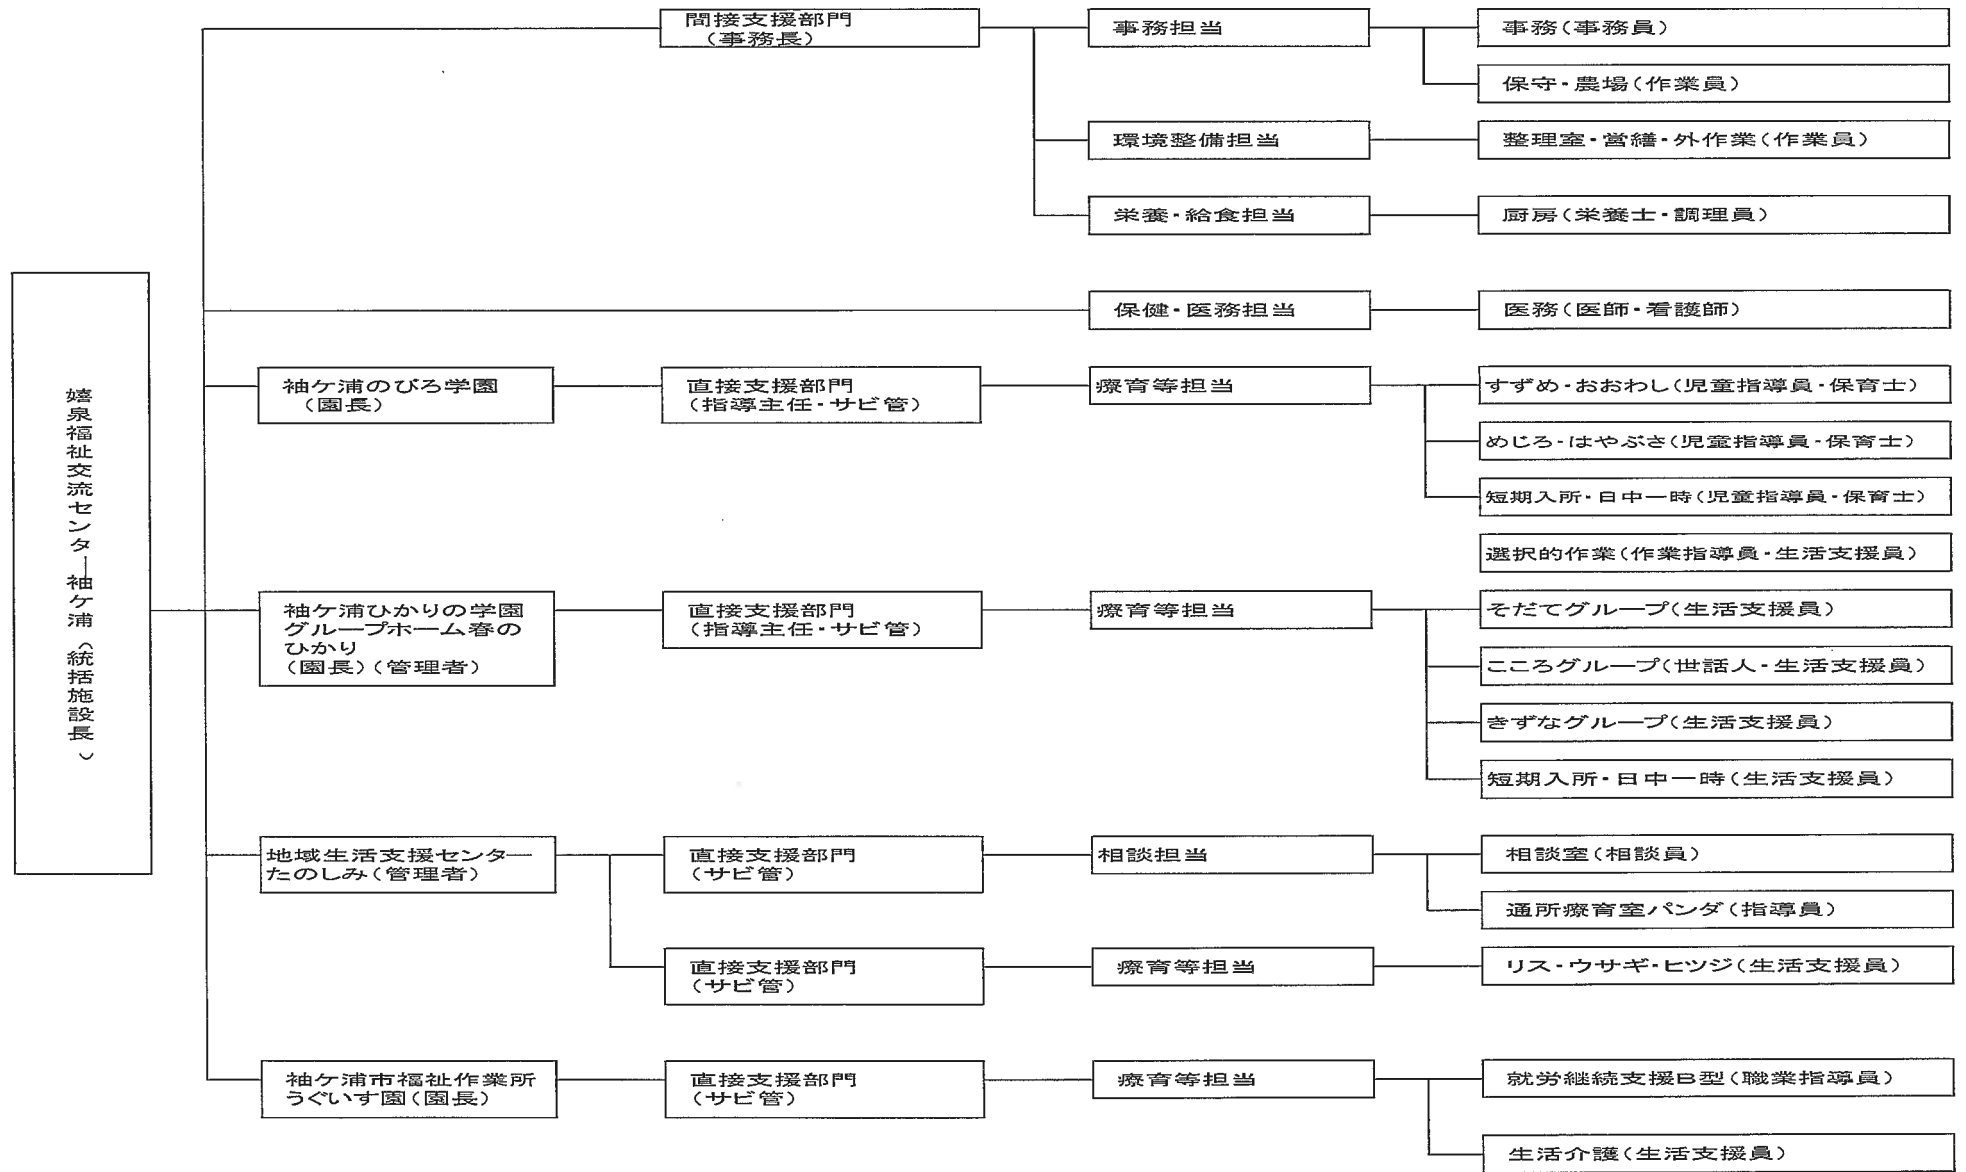 嬉泉福祉交流センター袖ケ浦（統括施設長）
間接支援部門
（事務長）
事務担当
事務（事務員）
保守・農場（作業員）
環境整備担当
整理室・営繕・外作業（作業員）
栄養・給食担当
厨房（栄養士・調理員）
保健・医務担当
医務（医師・看護師）
袖ケ浦のびろ学園
（園長）
直接支援部門
（指導主任・サビ管）
療育等担当
すずめ・おおわし（児童指導員・保育士）
めじろ・はやぶさ（児童指導員・保育士）
短期入所・日中一時（児童指導員・保育士）
選択的作業（作業指導員・生活支援員）
袖ケ浦ひかりの学園
グループホーム春の
ひかり
（園長）（管理者）
直接支援部門
（指導主任・サビ管）
療育等担当
そだてグループ（生活支援員）
こころグループ（世話人・生活支援員）
きずなグループ（生活支援員）
短期入所・日中一時（生活支援員）
地域生活支援センター
たのしみ（管理者）
直接支援部門
（サビ管）
相談担当
相談室（相談員）
通所療育室パンダ（指導員）
直接支援部門
（サビ管）
療育等担当
リス・ウサギ・ヒツジ（生活支援員）
袖ケ浦市福祉作業所
うぐいす園（園長）
直接支援部門
（サビ管）
療育等担当
就労継続支援B型（職業指導員）
生活介護（生活支援員）